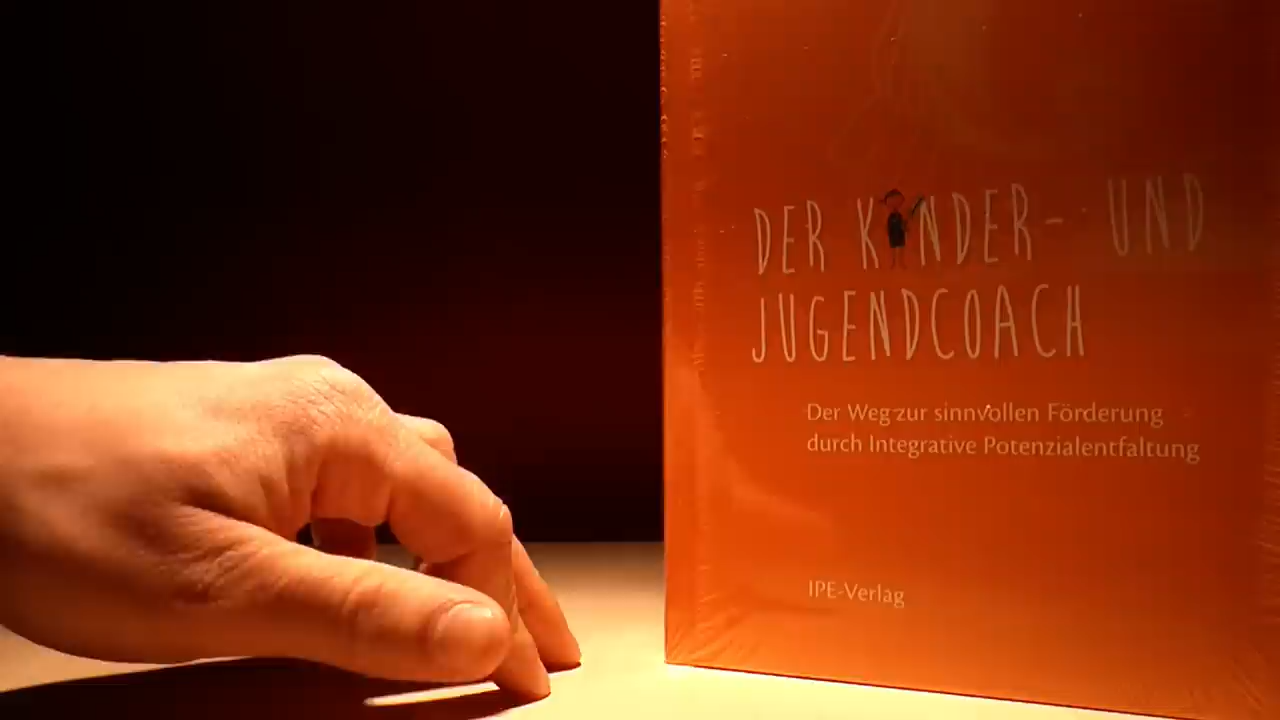 DER KINDER- UND
JUGENDCOACH
Der Weg zur sinnvollen Förderung
durch Integrative Potenzialentfaltung
IPE-Verlag